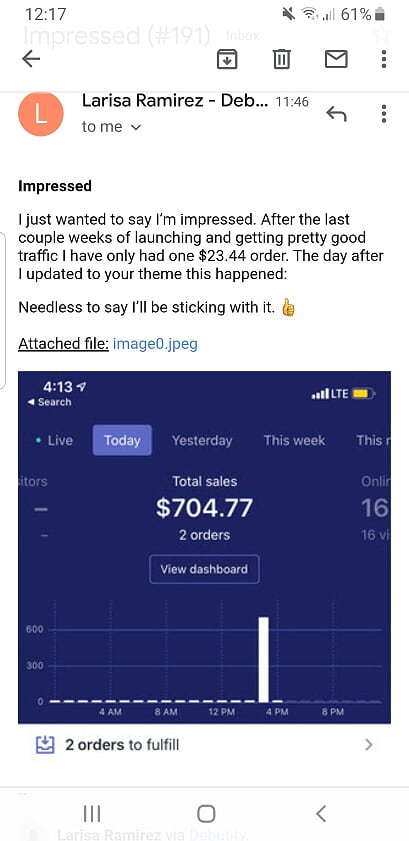 12:17
61%
Impressed (#191) Inbox
L
Larisa Ramirez - Deb... 11:46
to me
Impressed
I just wanted to say I'm impressed. After the last
couple weeks of launching and getting pretty good
traffic I have only had one $23.44 order. The day after
I updated to your theme this happened:
Needless to say I'll be sticking with it. 👍
Attached file: image0.jpeg
4:13
LTE
◄ Search
• Live Today Yesterday This week This
itors Total sales Onlin
$704.77 16
2 orders 16 vi
View dashboard
600
300
0
4 AM 8 AM 12 PM 4 PM 8 PM
2 orders to fulfill
Larisa Ramirez via Debutify.